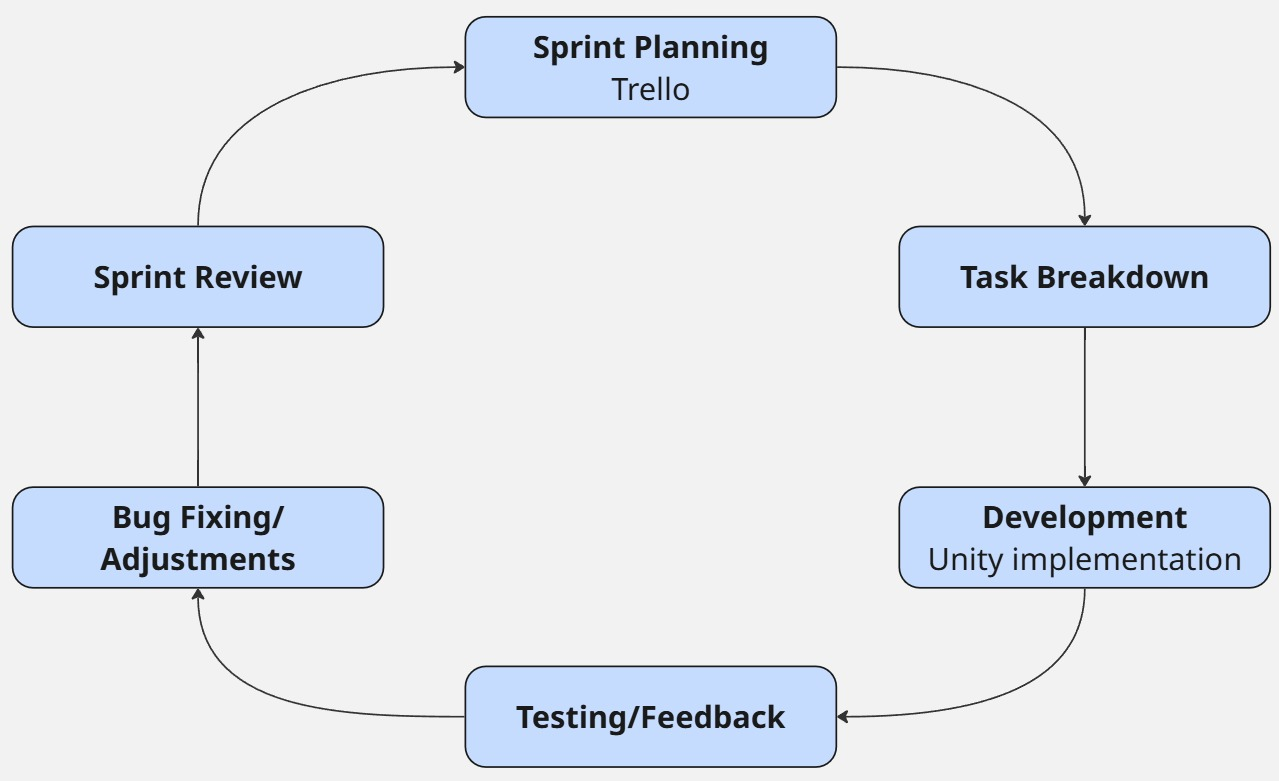 Sprint Planning
Trello
Sprint Review
Task Breakdown
Bug Fixing/
Adjustments
Development
Unity implementation
Testing/Feedback